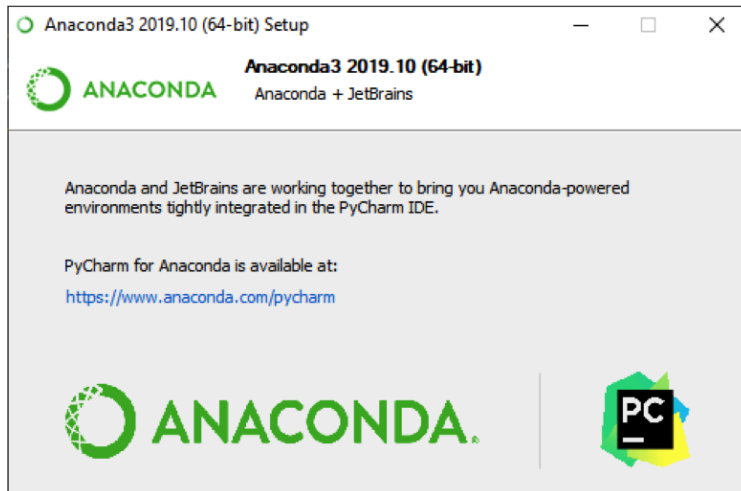 Anaconda3 2019.10 (64-bit) Setup
Anaconda3 2019.10 (64-bit)
ANACONDA
Anaconda + JetBrains
Anaconda and JetBrains are working together to bring you Anaconda-powered
environments tightly integrated in the PyCharm IDE.
PyCharm for Anaconda is available at:
https://www.anaconda.com/pycharm
ANACONDA.
PC